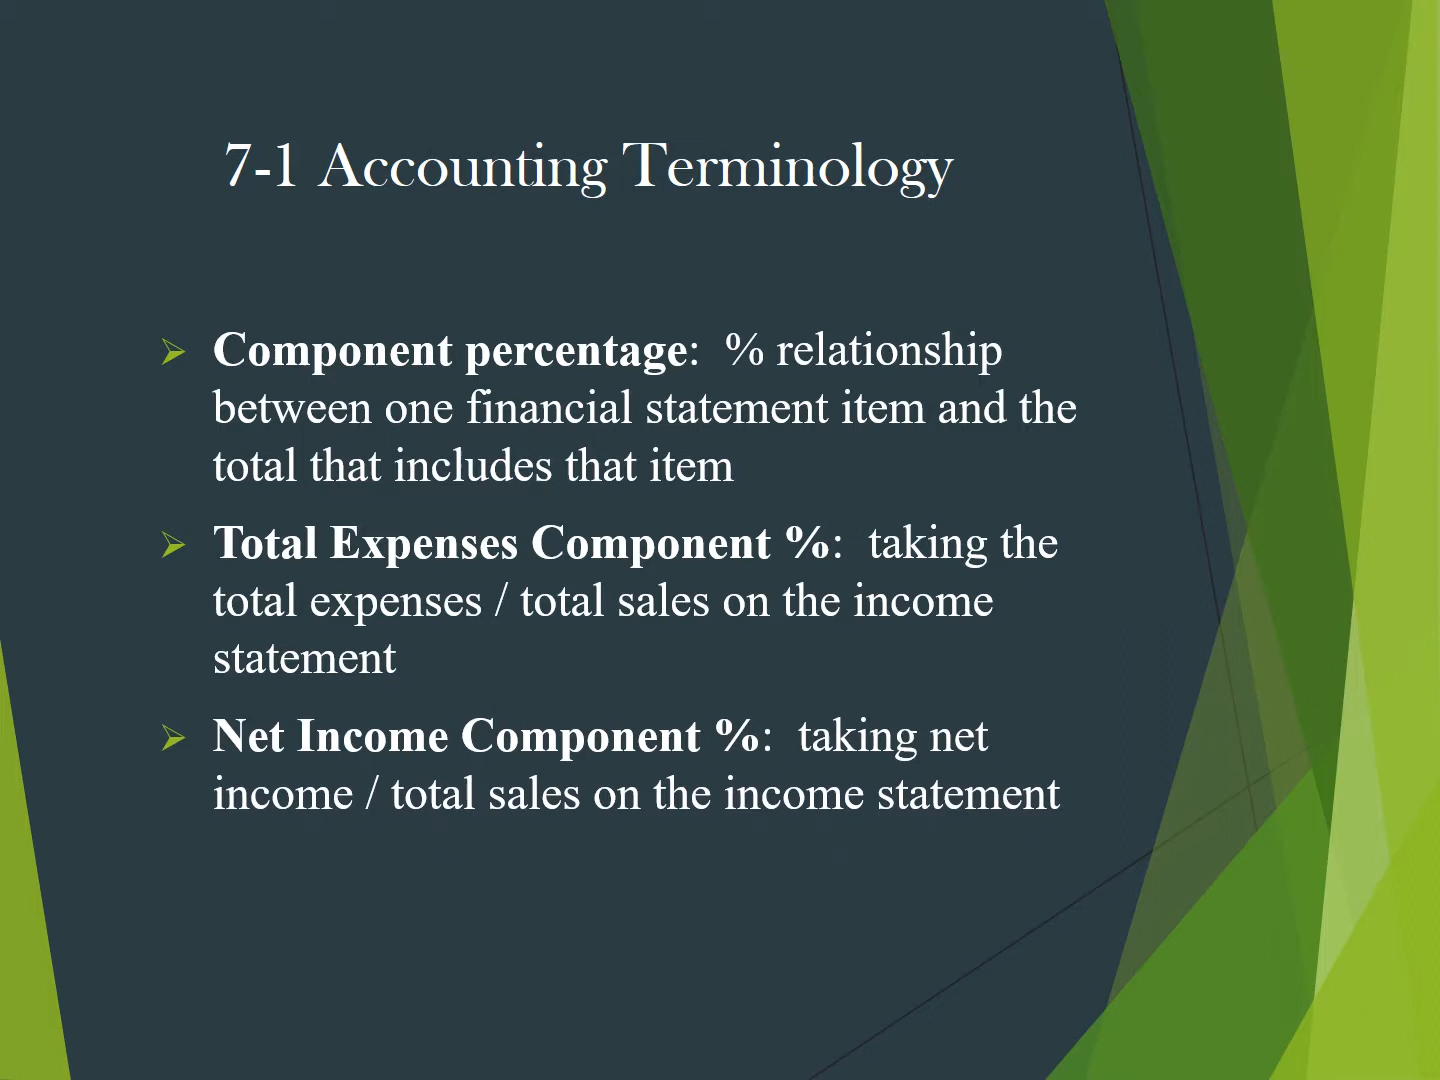 7-1 Accounting Terminology
Component percentage:  % relationship
between one financial statement item and the
total that includes that item
Total Expenses Component %:  taking the
total expenses / total sales on the income
statement
Net Income Component %:  taking net
income / total sales on the income statement